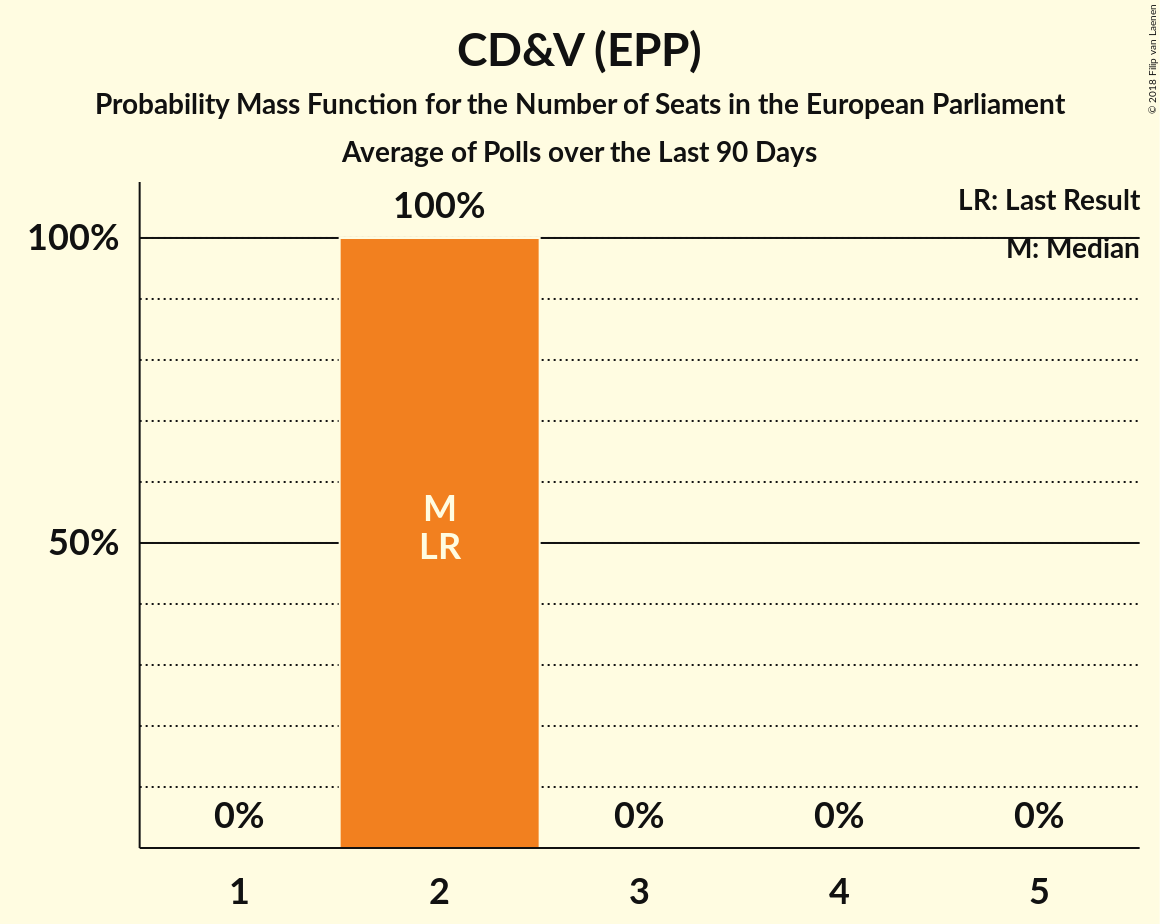 CD&V (EPP)
Probability Mass Function for the Number of Seats in the European Parliament
Average of Polls over the Last 90 Days
© 2018 Filip van Laenen
LR: Last Result
M: Median
100%
100%
50%
M
LR
0%
0%
0%
0%
1
2
3
4
5